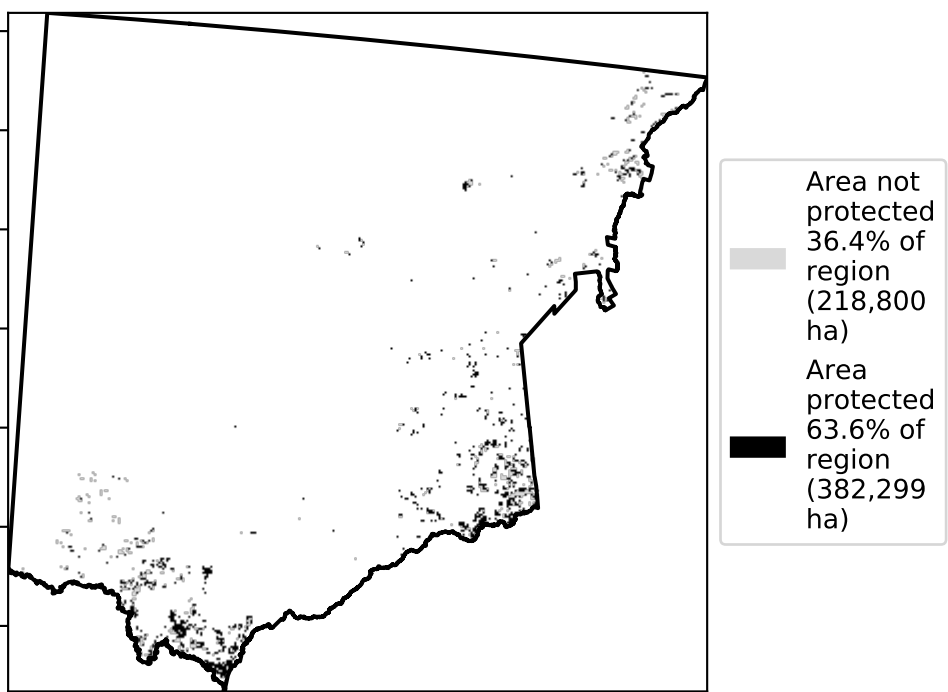 Area not
protected
36.4% of
region
(218,800
ha)
Area
protected
63.6% of
region
(382,299
ha)